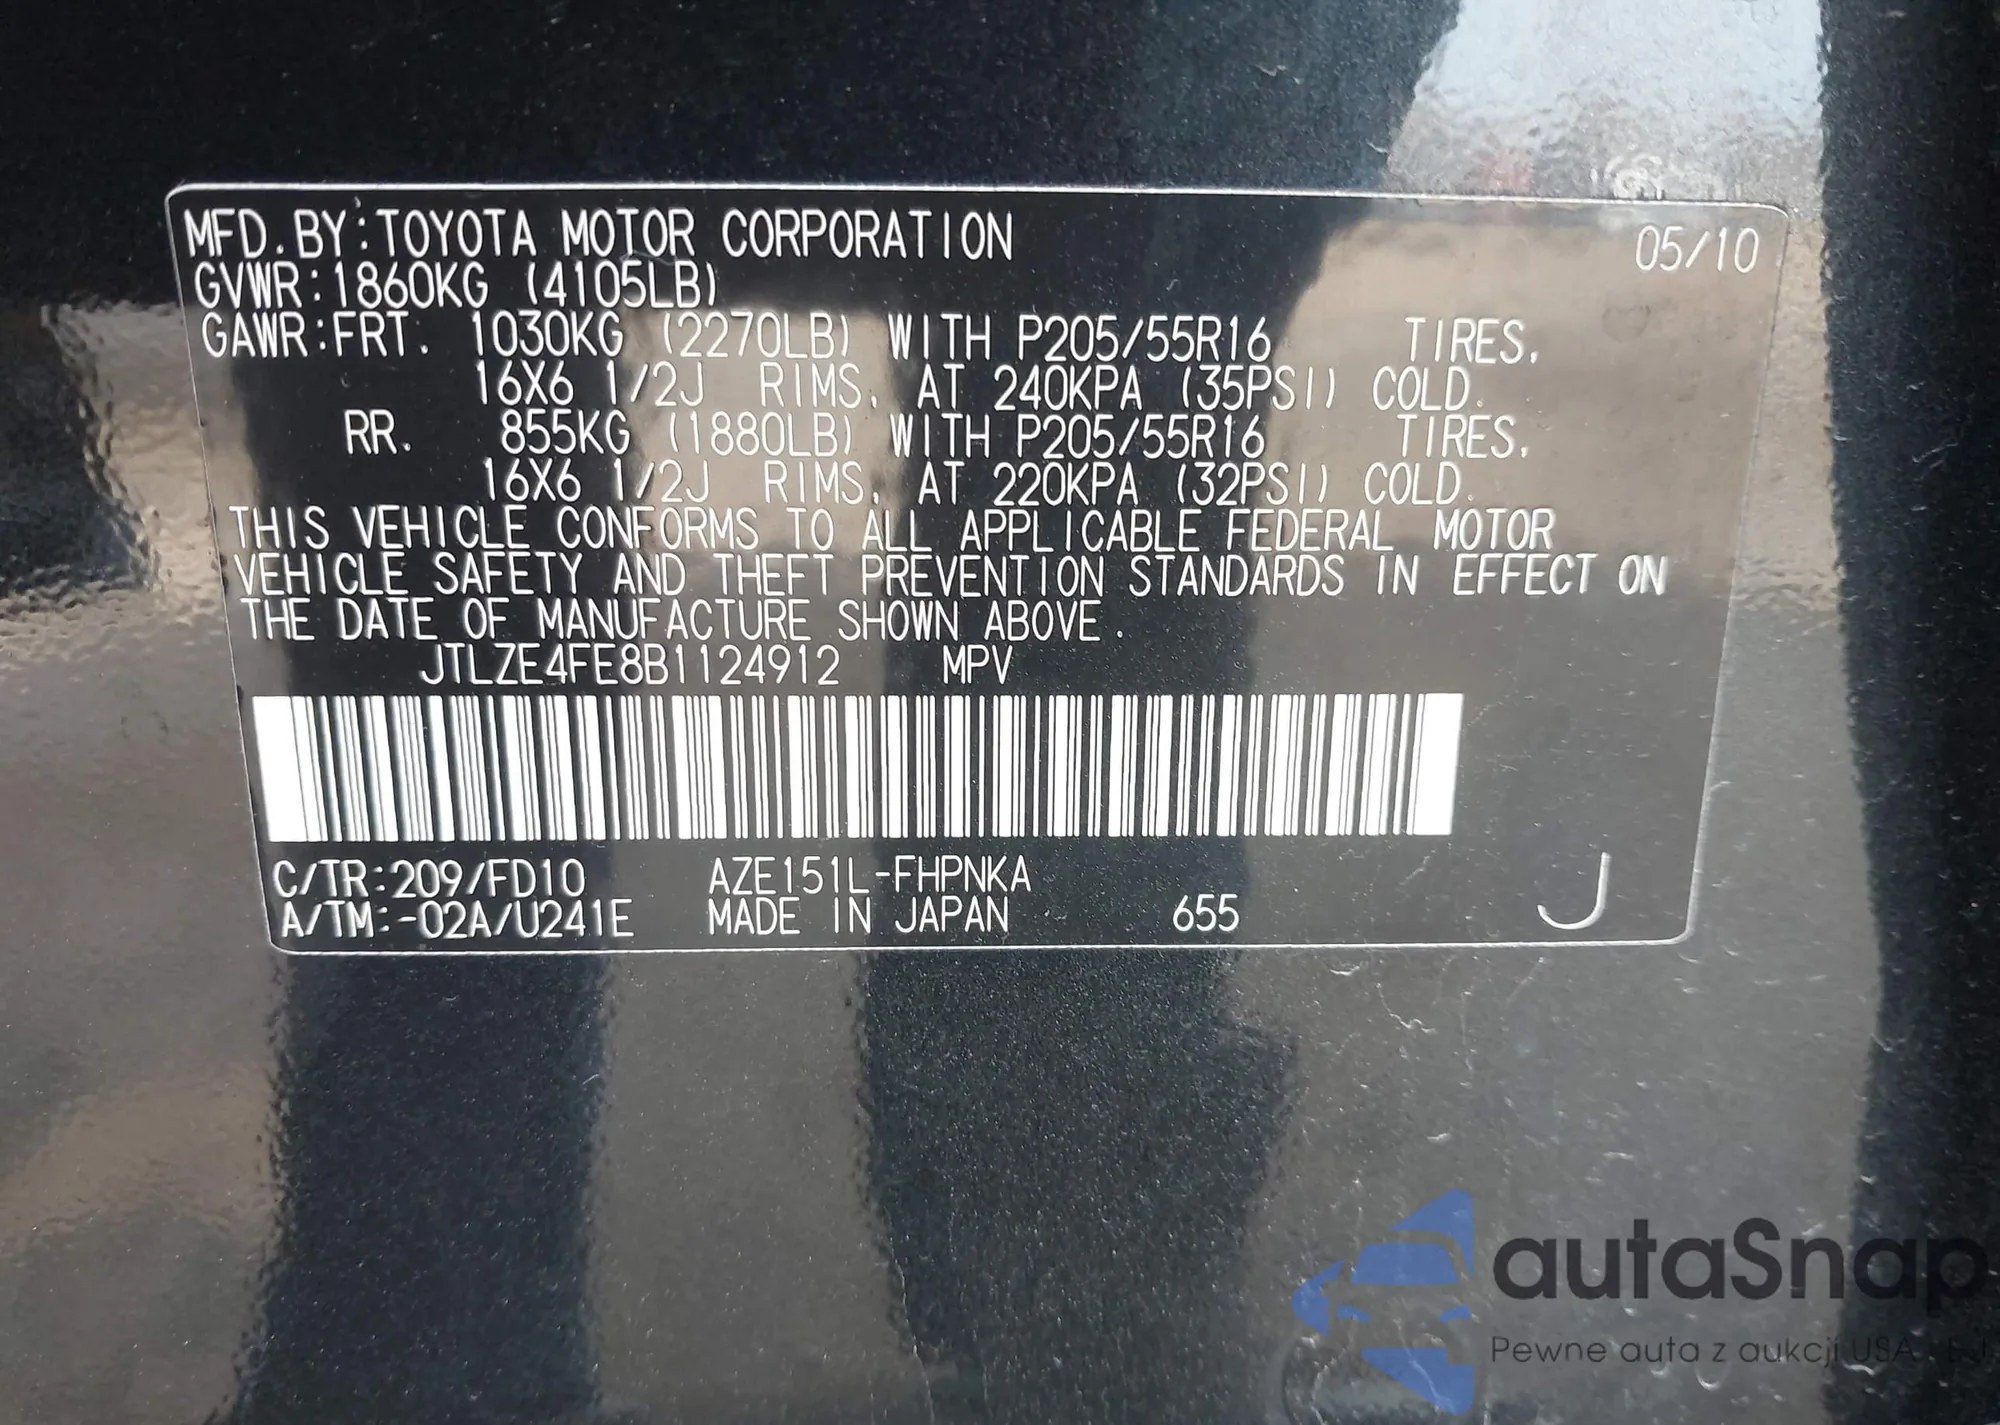 MFD.BY:TOYOTA MOTOR CORPORATION 05/10
GVWR:1860KG (4105LB)
GAWR:FRT. 1030KG (2270LB) WITH P205/55R16 TIRES,
16X6 1/2J RIMS, AT 240KPA (35PSI) COLD.
RR. 855KG (1880LB) WITH P205/55R16 TIRES,
16X6 1/2J RIMS, AT 220KPA (32PSI) COLD.
THIS VEHICLE CONFORMS TO ALL APPLICABLE FEDERAL MOTOR
VEHICLE SAFETY AND THEFT PREVENTION STANDARDS IN EFFECT ON
THE DATE OF MANUFACTURE SHOWN ABOVE.
JTLZE4FE8B1124912 MPV
C/TR:209/FD10 AZE151L-FHPNKA
A/TM:-02A/U241E MADE IN JAPAN 655 J
autaSnap
Pewne auta z aukcji USA